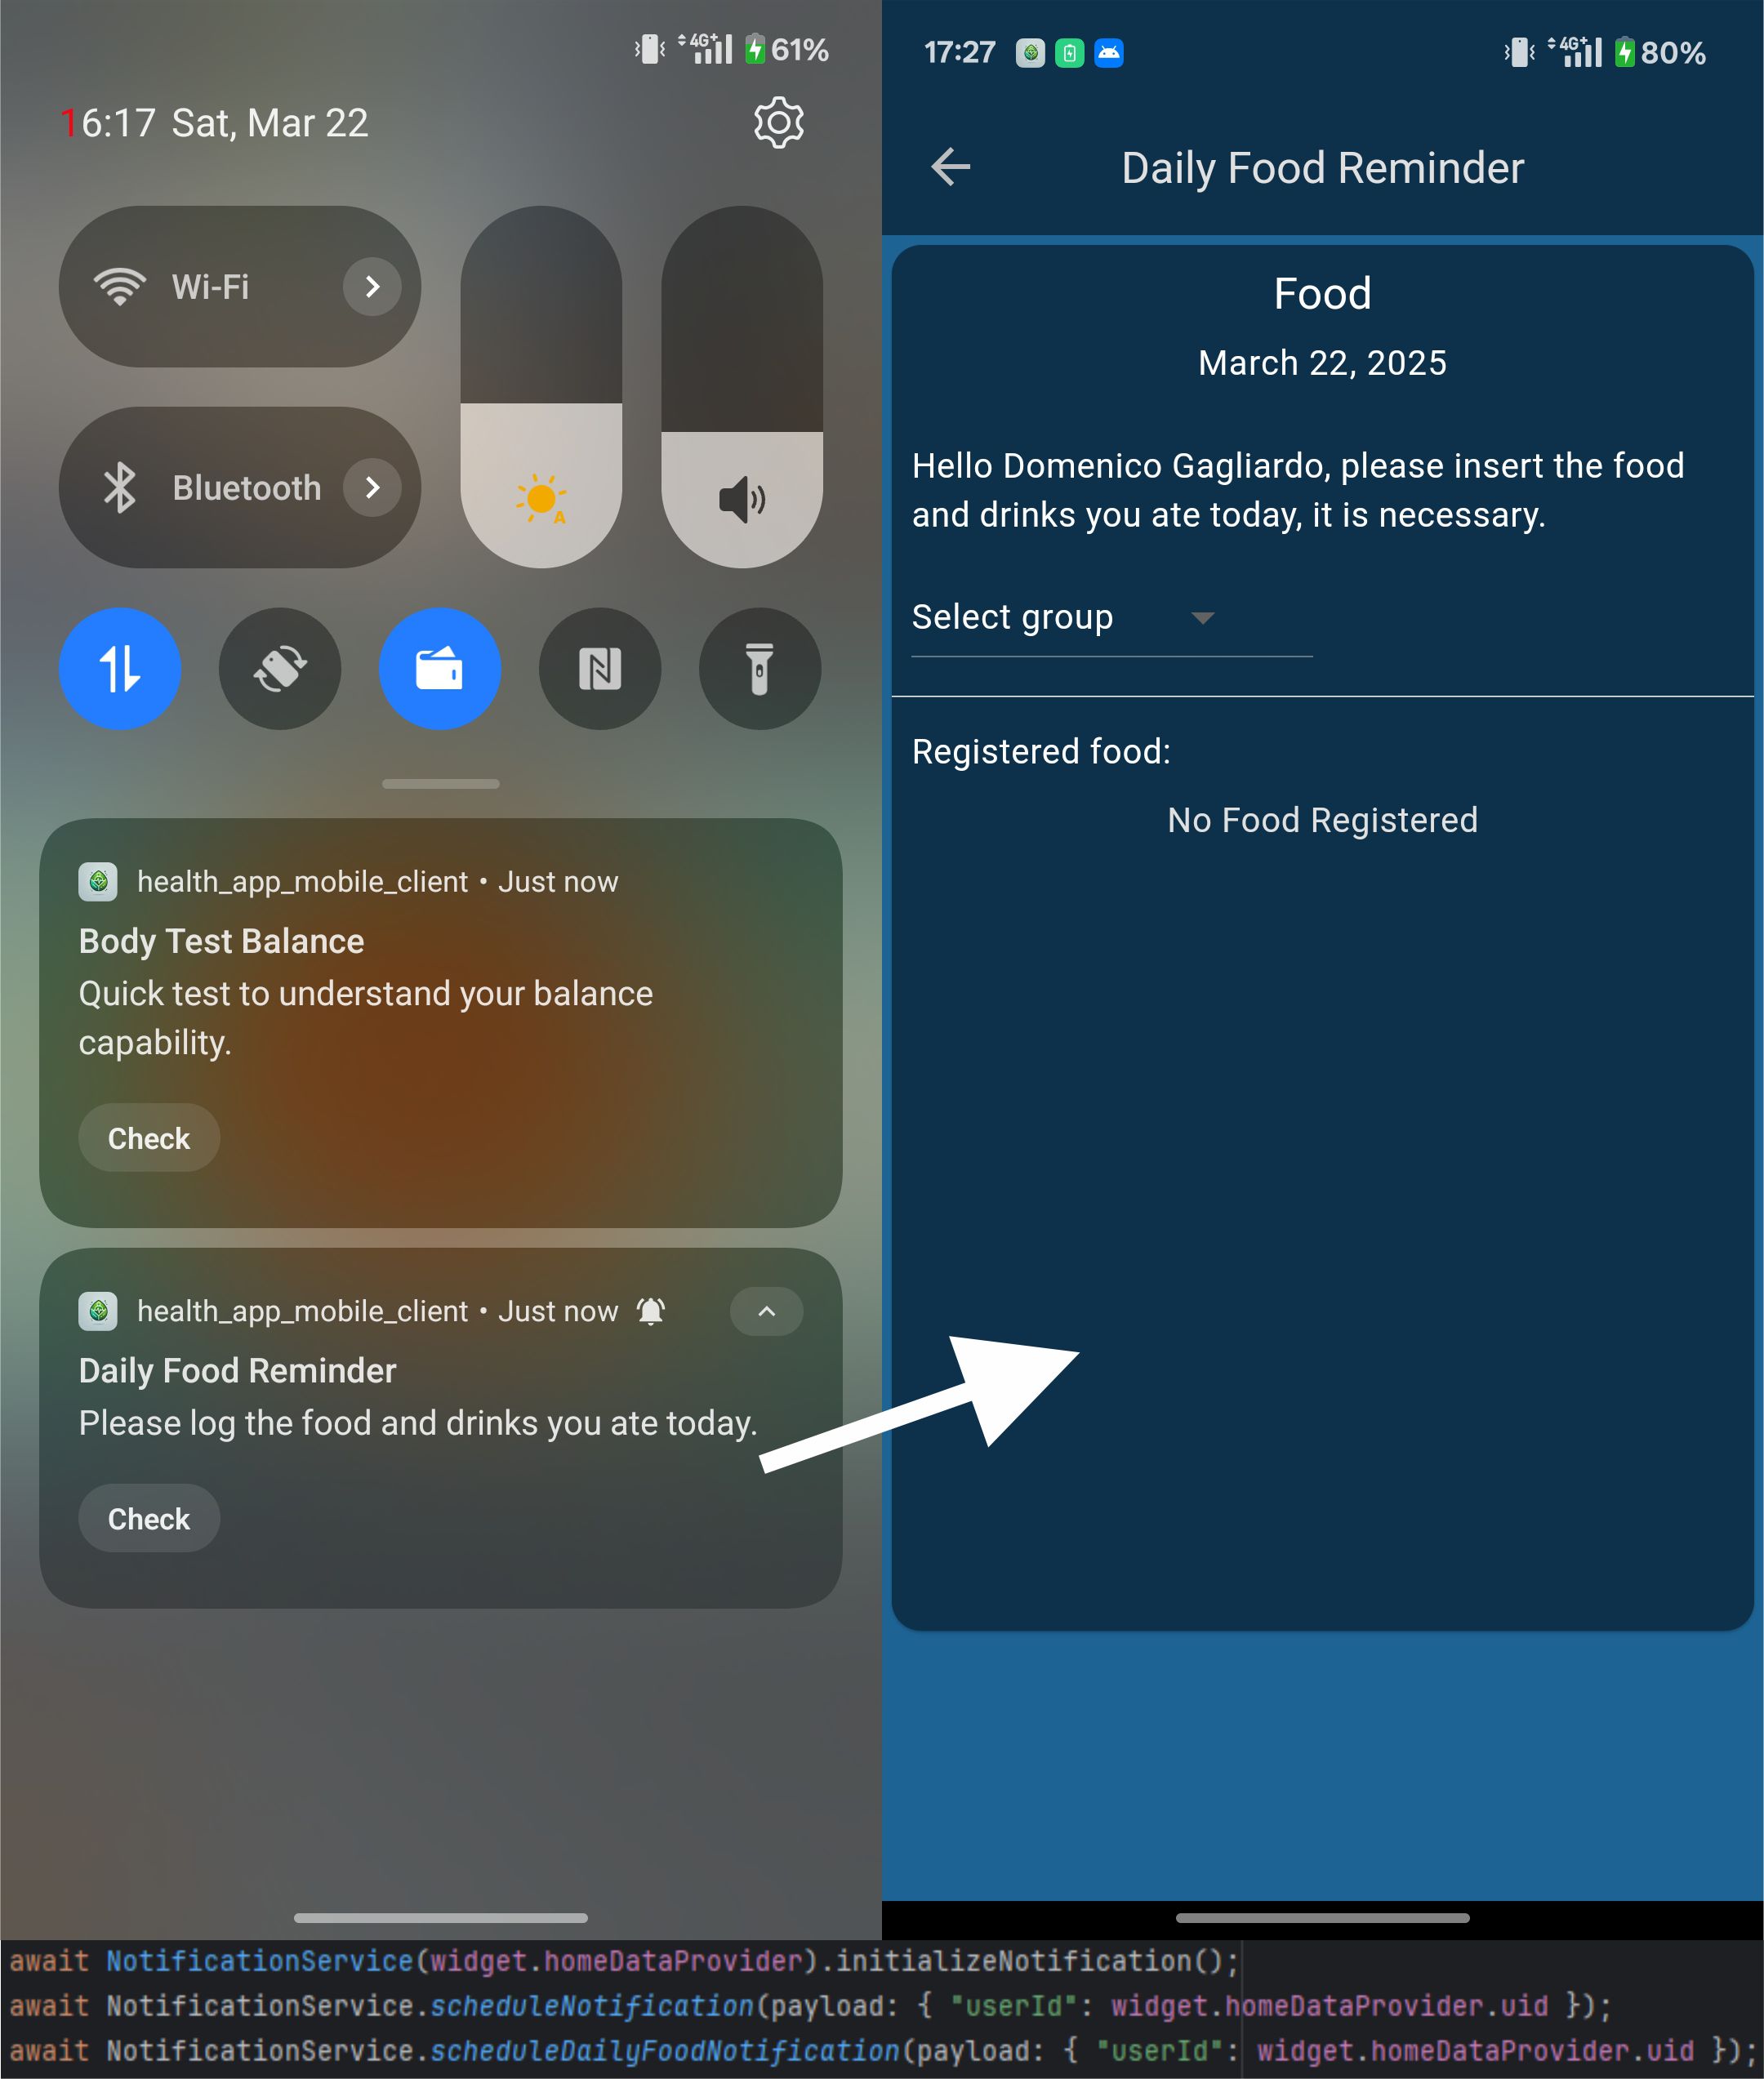 4G+ 61%
16:17 Sat, Mar 22
Wi-Fi
Bluetooth
A
health_app_mobile_client • Just now
Body Test Balance
Quick test to understand your balance
capability.
Check
health_app_mobile_client • Just now
Daily Food Reminder
Please log the food and drinks you ate today.
Check
17:27 4G+ 80%
Daily Food Reminder
Food
March 22, 2025
Hello Domenico Gagliardo, please insert the food
and drinks you ate today, it is necessary.
Select group
Registered food:
No Food Registered
await NotificationService(widget.homeDataProvider).initializeNotification();
await NotificationService.scheduleNotification(payload: { "userId": widget.homeDataProvider.uid });
await NotificationService.scheduleDailyFoodNotification(payload: { "userId": widget.homeDataProvider.uid });